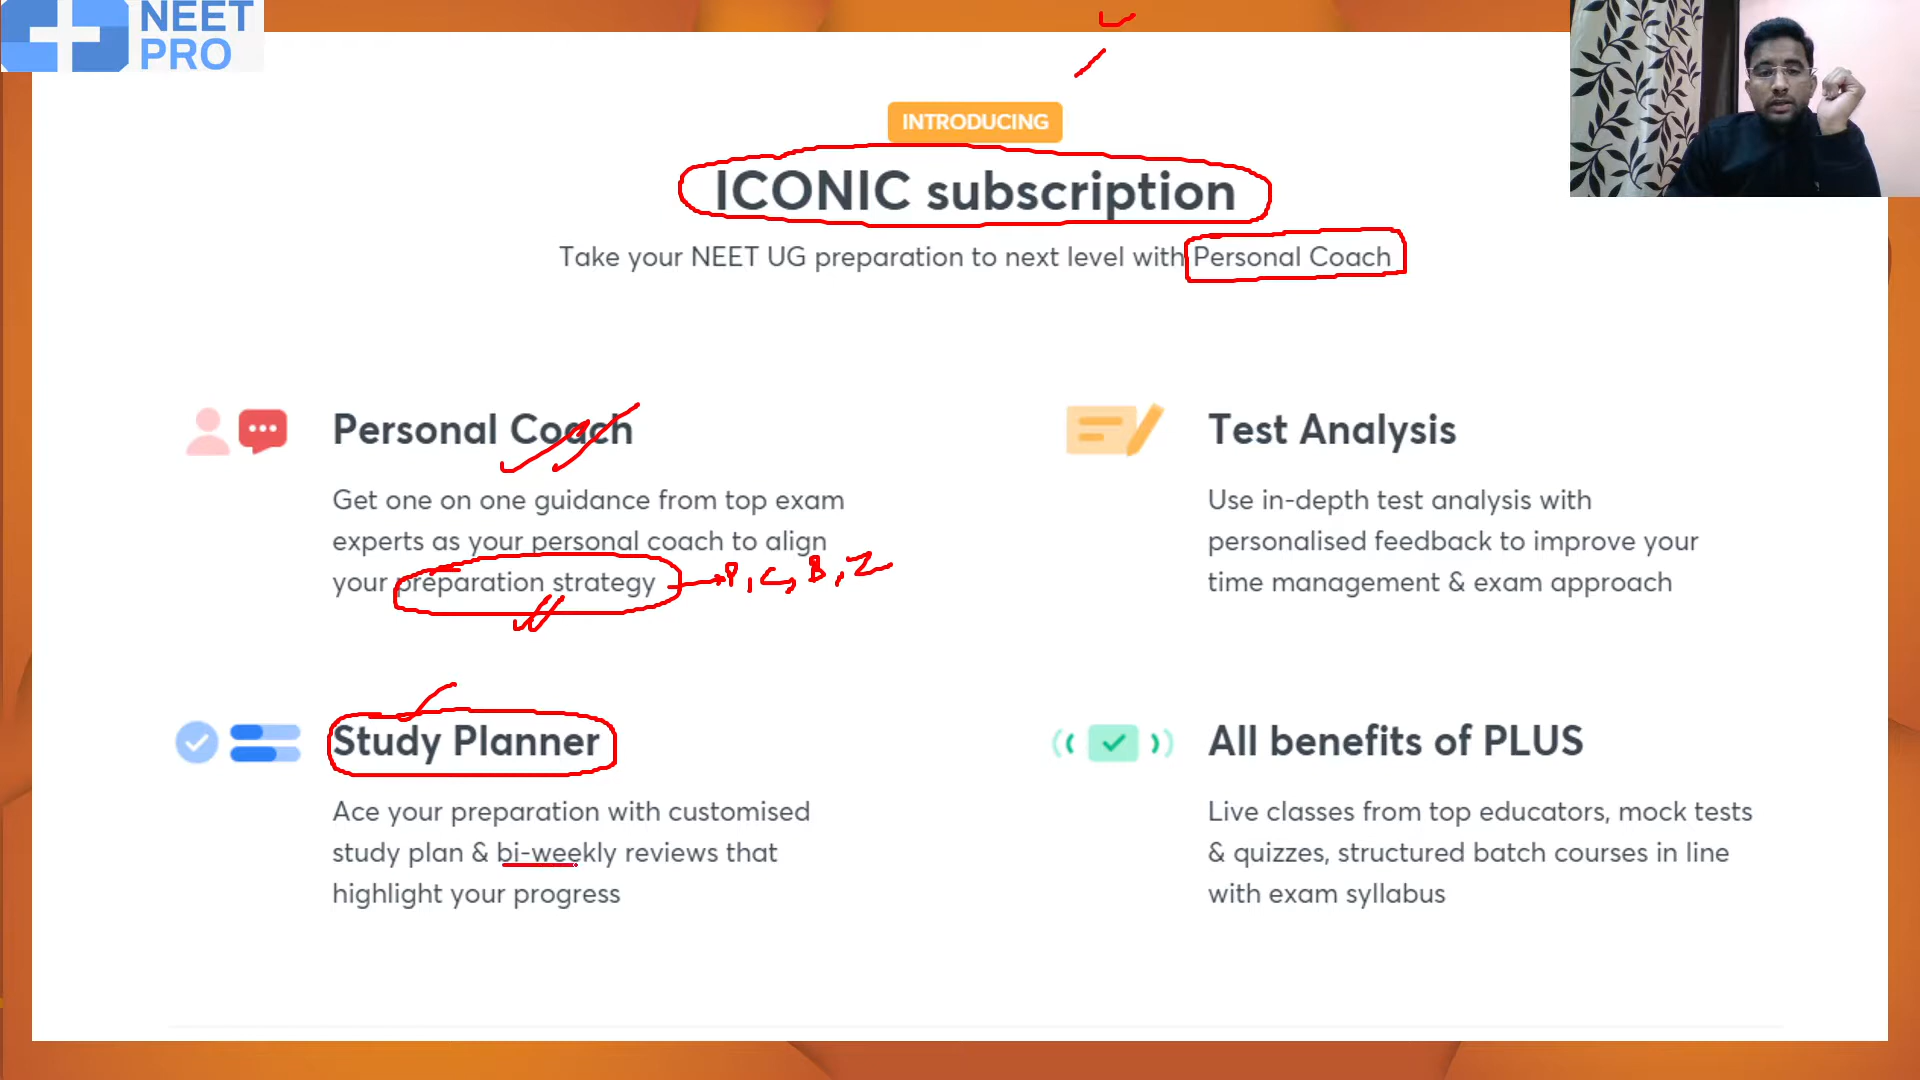 NEET
PRO
INTRODUCING
ICONIC subscription
Take your NEET UG preparation to next level with Personal Coach
Personal Coach
Get one on one guidance from top exam
experts as your personal coach to align
your preparation strategy
P, C, B, Z
Test Analysis
Use in-depth test analysis with
personalised feedback to improve your
time management & exam approach
Study Planner
Ace your preparation with customised
study plan & bi-weekly reviews that
highlight your progress
All benefits of PLUS
Live classes from top educators, mock tests
& quizzes, structured batch courses in line
with exam syllabus